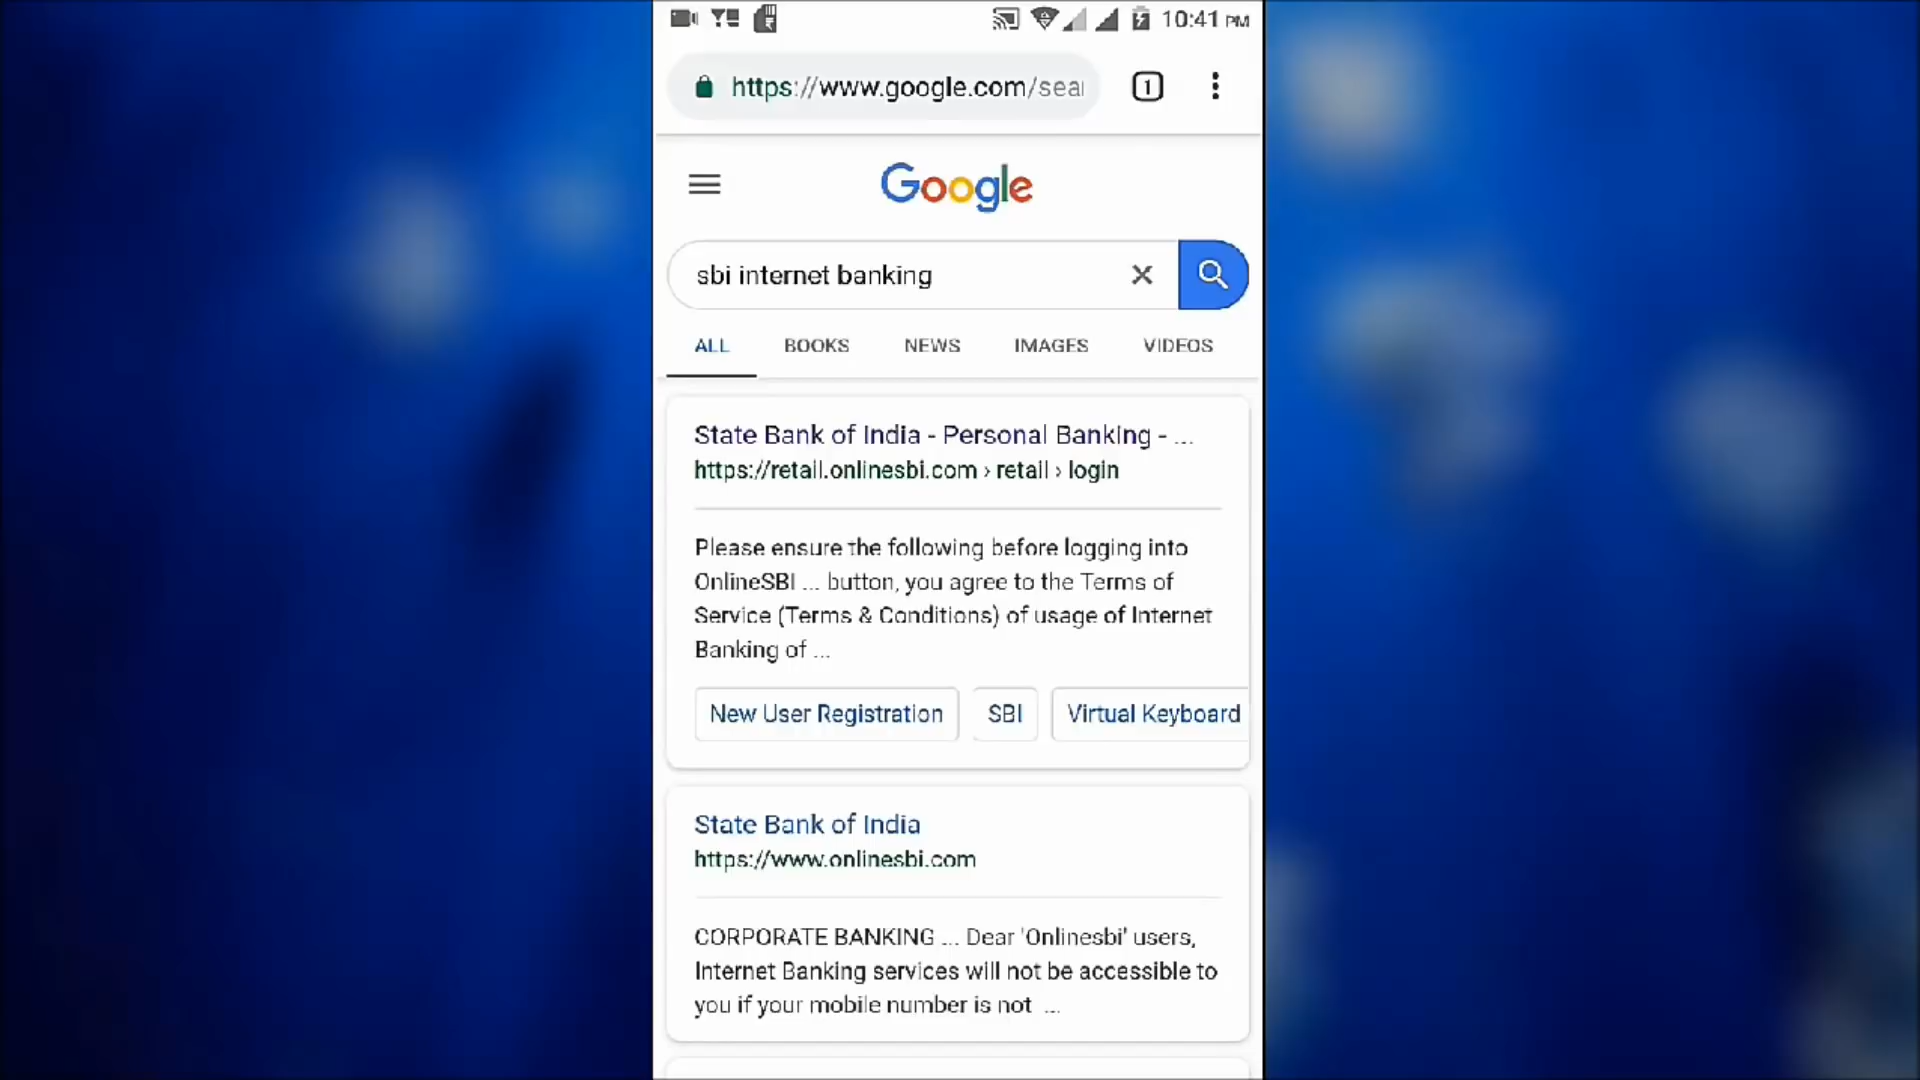 10:41 PM
https://www.google.com/sear
1
Google
sbi internet banking
ALL BOOKS NEWS IMAGES VIDEOS
State Bank of India - Personal Banking - ...
https://retail.onlinesbi.com › retail › login
Please ensure the following before logging into
OnlineSBI ... button, you agree to the Terms of
Service (Terms & Conditions) of usage of Internet
Banking of ...
New User Registration SBI Virtual Keyboard
State Bank of India
https://www.onlinesbi.com
CORPORATE BANKING ... Dear 'Onlinesbi' users,
Internet Banking services will not be accessible to
you if your mobile number is not ...